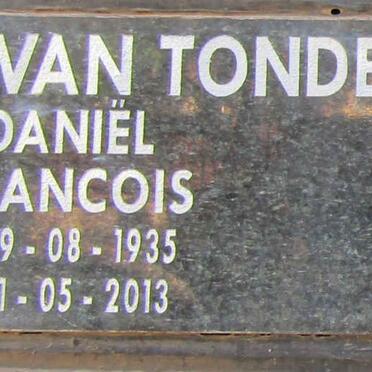 VAN TONDE
DANIËL
ANCOIS
9 - 08 - 1935
1 - 05 - 2013